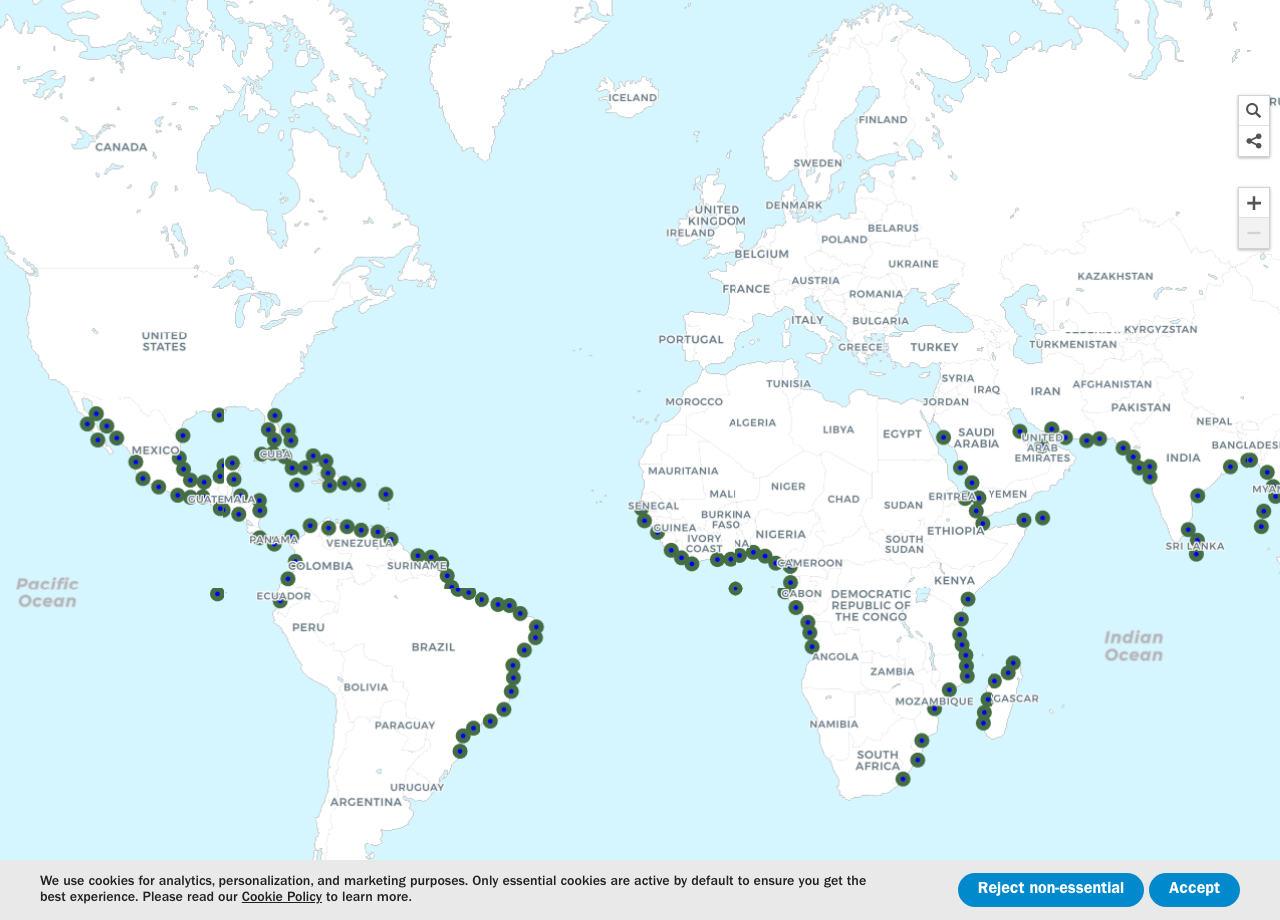 ICELAND
FINLAND
CANADA
SWEDEN
DENMARK
UNITED
KINGDOM
IRELAND
BELARUS
POLAND
BELGIUM
UKRAINE
KAZAKHSTAN
AUSTRIA
FRANCE
ROMANIA
ITALY
BULGARIA
KYRGYZSTAN
UNITED
STATES
PORTUGAL
GREECE
TURKEY
TURKMENISTAN
TUNISIA
SYRIA
IRAQ
IRAN
AFGHANISTAN
MOROCCO
JORDAN
PAKISTAN
ALGERIA
LIBYA
EGYPT
SAUDI
ARABIA
NEPAL
UNITED
ARAB
EMIRATES
BANGLADESH
MEXICO
CUBA
INDIA
MAURITANIA
NIGER
MALI
CHAD
SUDAN
ERITREA
YEMEN
GUATEMALA
SENEGAL
BURKINA
FASO
GUINEA
NIGERIA
ETHIOPIA
IVORY
COAST
SOUTH
SUDAN
SRI LANKA
PANAMA
VENEZUELA
COLOMBIA
SURINAME
CAMEROON
KENYA
Pacific
Ocean
ECUADOR
GABON
DEMOCRATIC
REPUBLIC OF
THE CONGO
PERU
BRAZIL
Indian
Ocean
ANGOLA
ZAMBIA
BOLIVIA
MOZAMBIQUE
GASCAR
PARAGUAY
NAMIBIA
SOUTH
AFRICA
URUGUAY
ARGENTINA
We use cookies for analytics, personalization, and marketing purposes. Only essential cookies are active by default to ensure you get the
best experience. Please read our Cookie Policy to learn more.
Reject non-essential
Accept